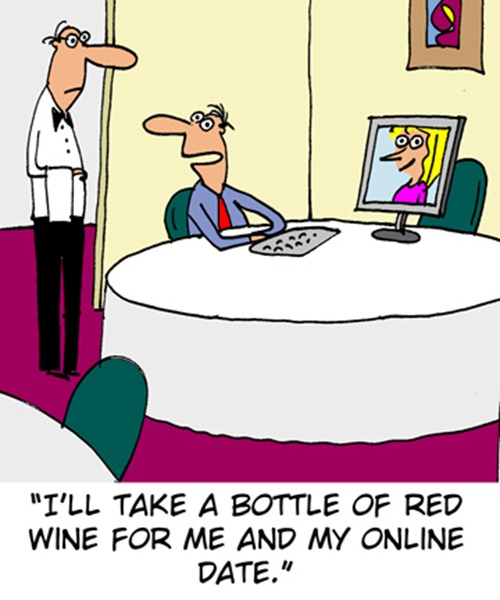 "I'LL TAKE A BOTTLE OF RED
WINE FOR ME AND MY ONLINE
DATE."